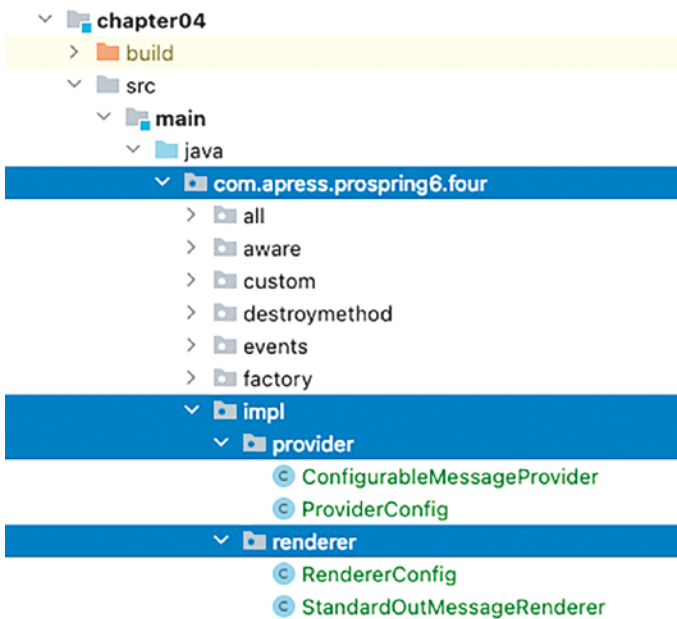 chapter04
build
src
main
java
com.apress.prospring6.four
all
aware
custom
destroymethod
events
factory
impl
provider
C ConfigurableMessageProvider
C ProviderConfig
renderer
C RendererConfig
C StandardOutMessageRenderer